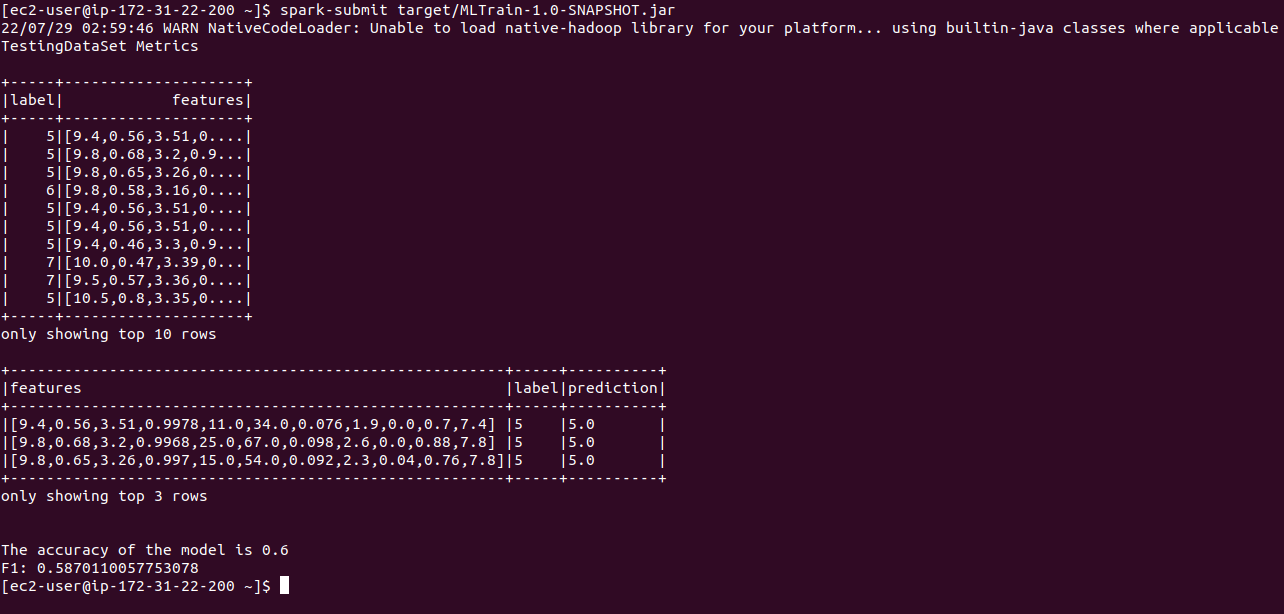 [ec2-user@ip-172-31-22-200 ~]$ spark-submit target/MLTrain-1.0-SNAPSHOT.jar
22/07/29 02:59:46 WARN NativeCodeLoader: Unable to load native-hadoop library for your platform... using builtin-java classes where applicable
TestingDataSet Metrics
+-----+--------------------+
|label|            features|
+-----+--------------------+
|    5|[9.4,0.56,3.51,0....|
|    5|[9.8,0.68,3.2,0.9...|
|    5|[9.8,0.65,3.26,0....|
|    6|[9.8,0.58,3.16,0....|
|    5|[9.4,0.56,3.51,0....|
|    5|[9.4,0.56,3.51,0....|
|    5|[9.4,0.46,3.3,0.9...|
|    7|[10.0,0.47,3.39,0...|
|    7|[9.5,0.57,3.36,0....|
|    5|[10.5,0.8,3.35,0....|
+-----+--------------------+
only showing top 10 rows
+-------------------------------------------------------+-----+----------+
|features                                               |label|prediction|
+-------------------------------------------------------+-----+----------+
|[9.4,0.56,3.51,0.9978,11.0,34.0,0.076,1.9,0.0,0.7,7.4] |5    |5.0       |
|[9.8,0.68,3.2,0.9968,25.0,67.0,0.098,2.6,0.0,0.88,7.8] |5    |5.0       |
|[9.8,0.65,3.26,0.997,15.0,54.0,0.092,2.3,0.04,0.76,7.8]|5    |5.0       |
+-------------------------------------------------------+-----+----------+
only showing top 3 rows
The accuracy of the model is 0.6
F1: 0.5870110057753078
[ec2-user@ip-172-31-22-200 ~]$